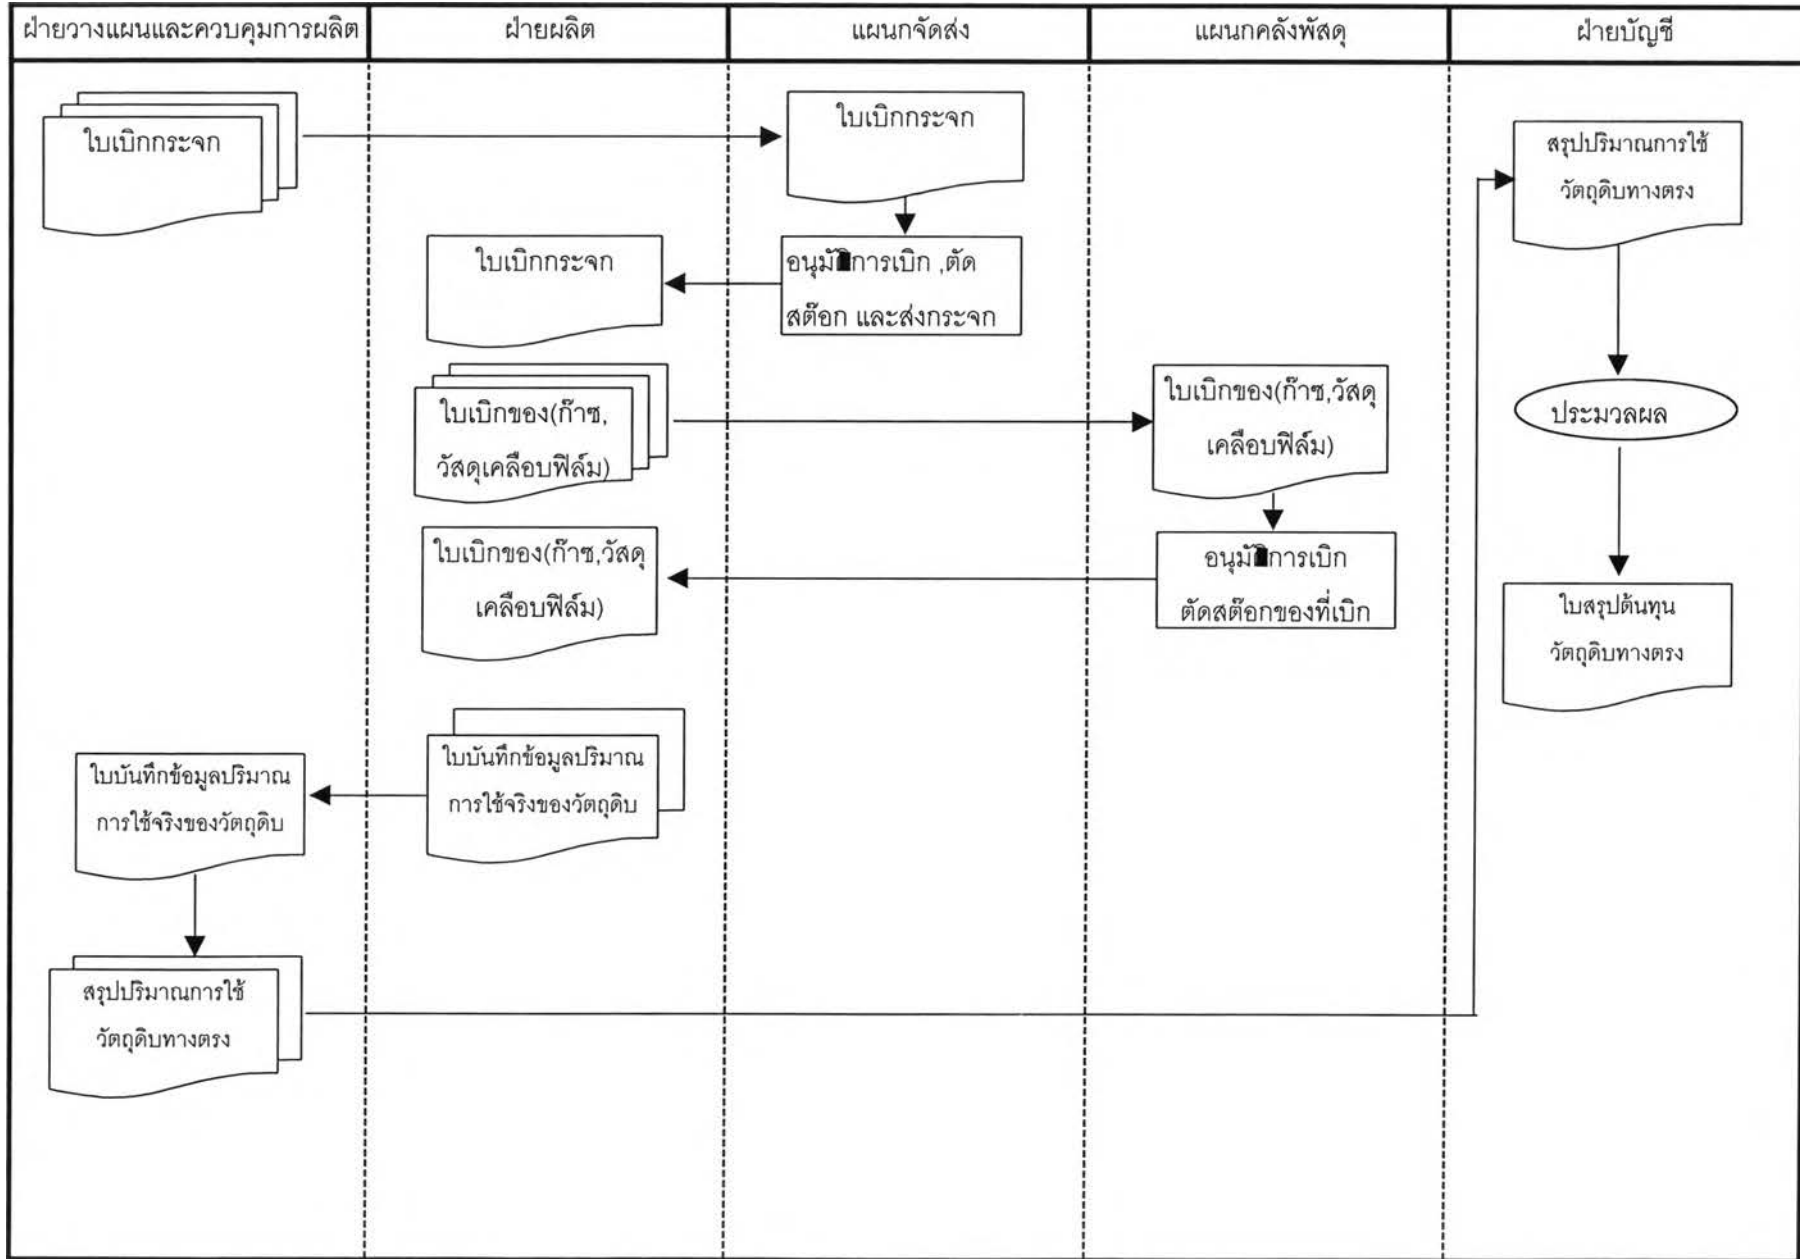 ฝ่ายวางแผนและควบคุมการผลิต
ฝ่ายผลิต
แผนกจัดส่ง
แผนกคลังพัสดุ
ฝ่ายบัญชี
ใบเบิกกระจก
ใบเบิกกระจก
สรุปปริมาณการใช้
วัตถุดิบทางตรง
ใบเบิกกระจก
การเบิก ,ตัด
สต๊อก และส่งกระจก
ใบเบิกของ(ก๊าซ,
วัสดุเคลือบฟิล์ม)
ใบเบิกของ(ก๊าซ,วัสดุ
เคลือบฟิล์ม)
ประมวลผล
ใบเบิกของ(ก๊าซ,วัสดุ
เคลือบฟิล์ม)
การเบิก
ตัดสต๊อกของที่เบิก
ใบสรุปต้นทุน
วัตถุดิบทางตรง
ใบบันทึกข้อมูลปริมาณ
การใช้จริงของวัตถุดิบ
ใบบันทึกข้อมูลปริมาณ
การใช้จริงของวัตถุดิบ
สรุปปริมาณการใช้
วัตถุดิบทางตรง